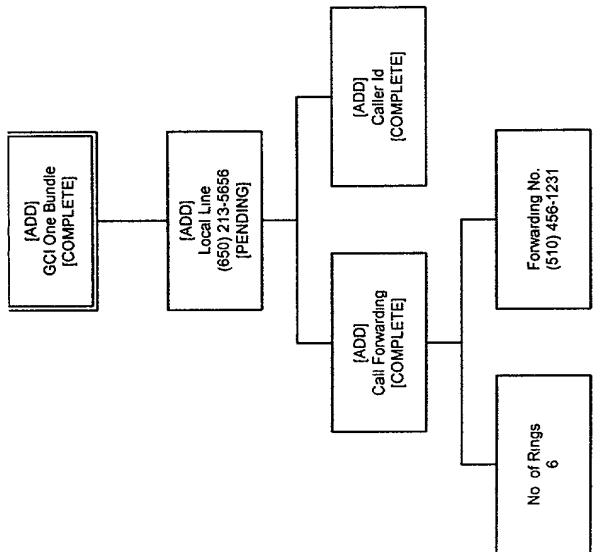 [ADD]
GCI One Bundle
[COMPLETE]
[ADD]
Local Line
(650) 213-5656
[PENDING]
[ADD]
Call Forwarding
[COMPLETE]
[ADD]
Caller Id
[COMPLETE]
No of Rings
6
Forwarding No.
(510) 456-1231